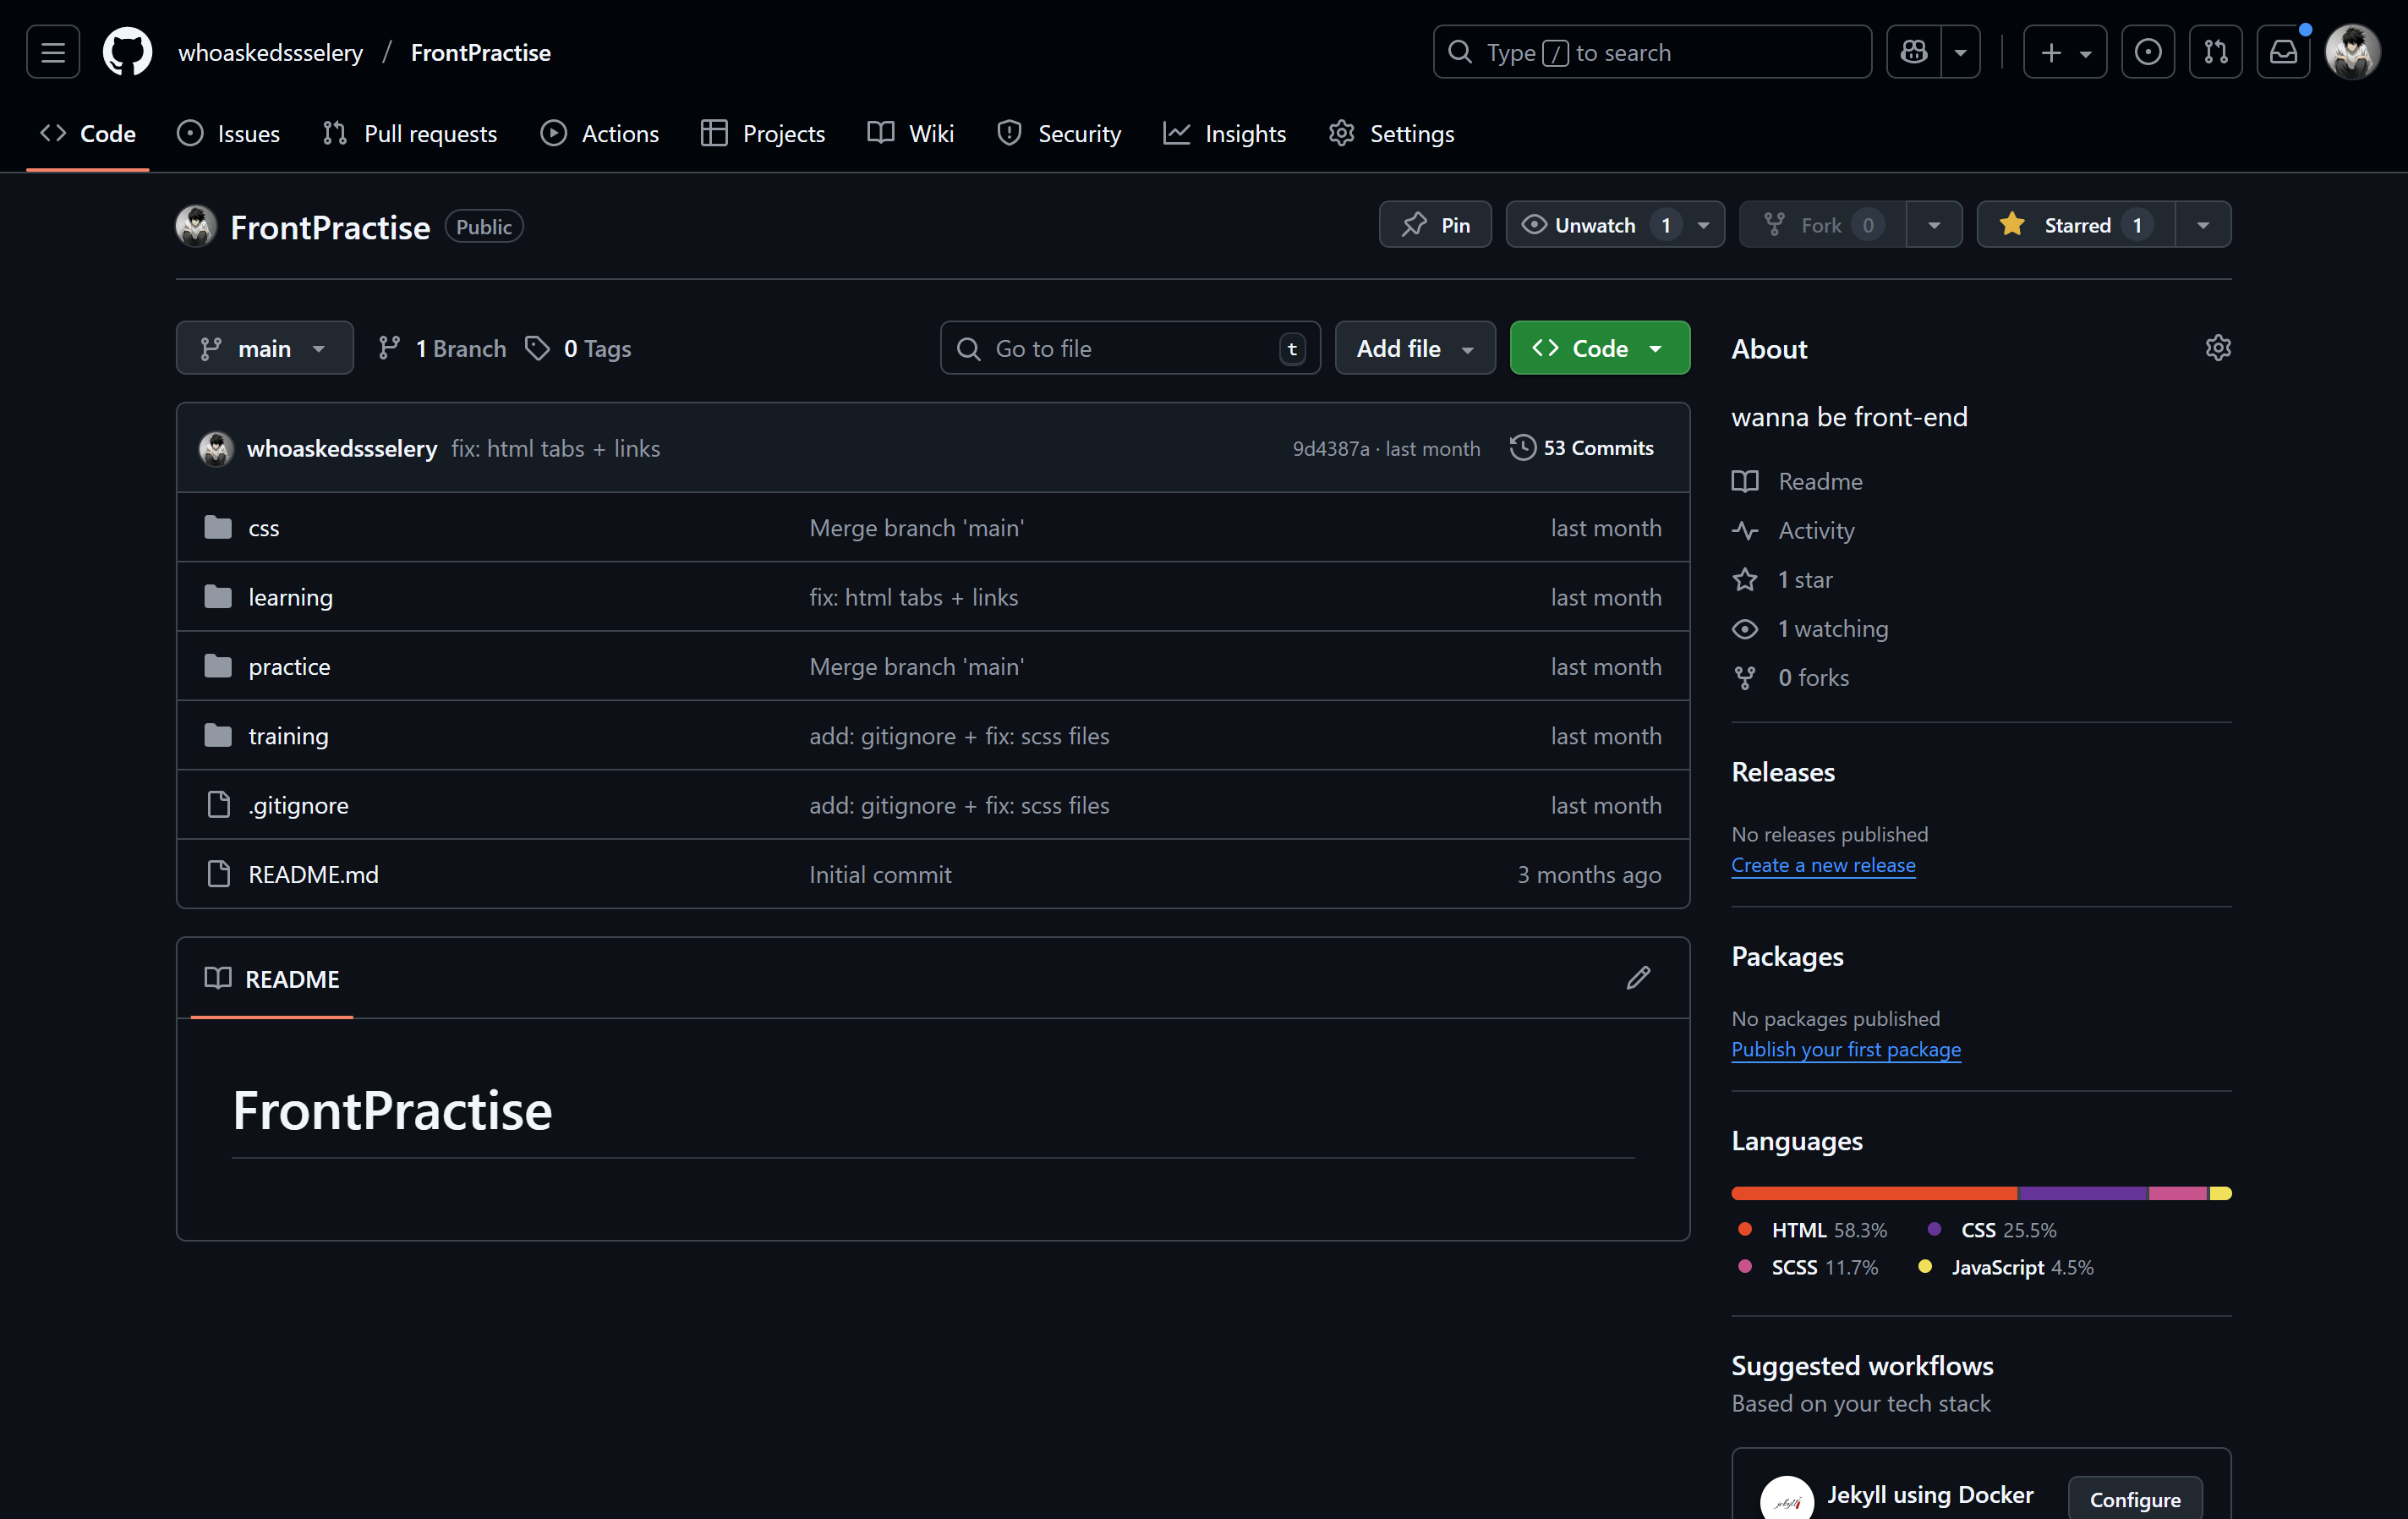 whoaskedssselery / FrontPractise
Type / to search
Code Issues Pull requests Actions Projects Wiki Security Insights Settings
FrontPractise Public
Pin Unwatch 1 Fork 0 Starred 1
main 1 Branch 0 Tags Go to file t Add file Code
whoaskedssselery fix: html tabs + links 9d4387a · last month 53 Commits
css Merge branch 'main' last month
learning fix: html tabs + links last month
practice Merge branch 'main' last month
training add: gitignore + fix: scss files last month
.gitignore add: gitignore + fix: scss files last month
README.md Initial commit 3 months ago
README
FrontPractise
About
wanna be front-end
Readme
Activity
1 star
1 watching
0 forks
Releases
No releases published
Create a new release
Packages
No packages published
Publish your first package
Languages
HTML 58.3% CSS 25.5%
SCSS 11.7% JavaScript 4.5%
Suggested workflows
Based on your tech stack
jekyll Jekyll using Docker Configure